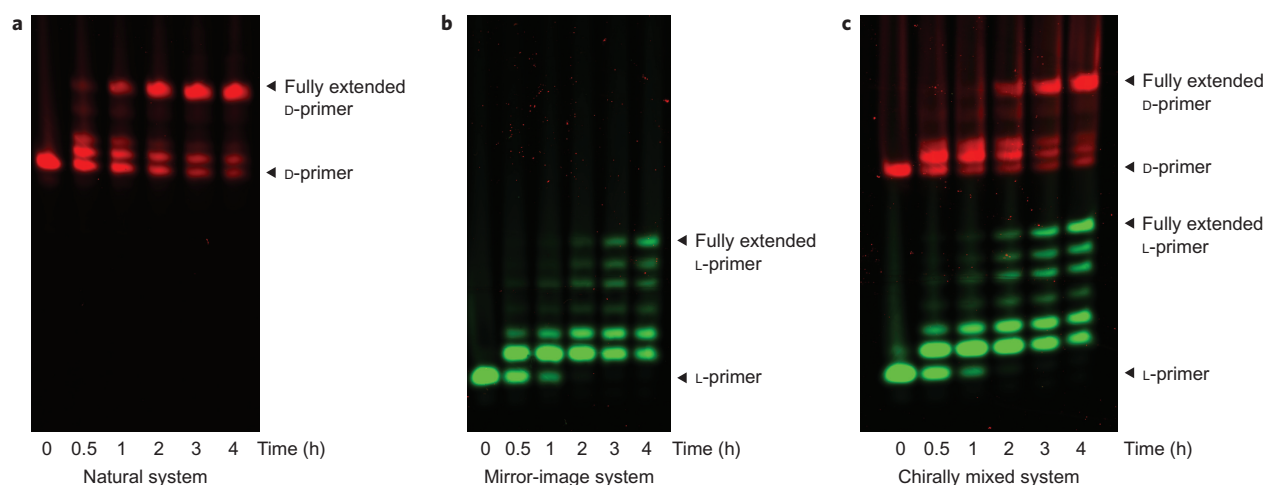 a
Fully extended
D-primer
D-primer
0 0.5 1 2 3 4 Time (h)
Natural system
b
Fully extended
L-primer
L-primer
0 0.5 1 2 3 4 Time (h)
Mirror-image system
c
Fully extended
D-primer
D-primer
Fully extended
L-primer
L-primer
0 0.5 1 2 3 4 Time (h)
Chirally mixed system